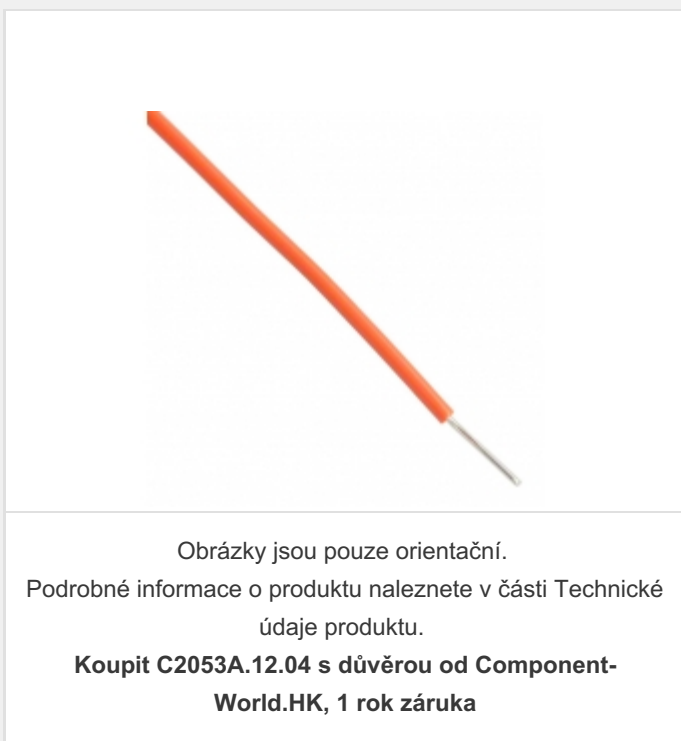 Obrázky jsou pouze orientační.
Podrobné informace o produktu naleznete v části Technické
údaje produktu.
Koupit C2053A.12.04 s důvěrou od Component-
World.HK, 1 rok záruka